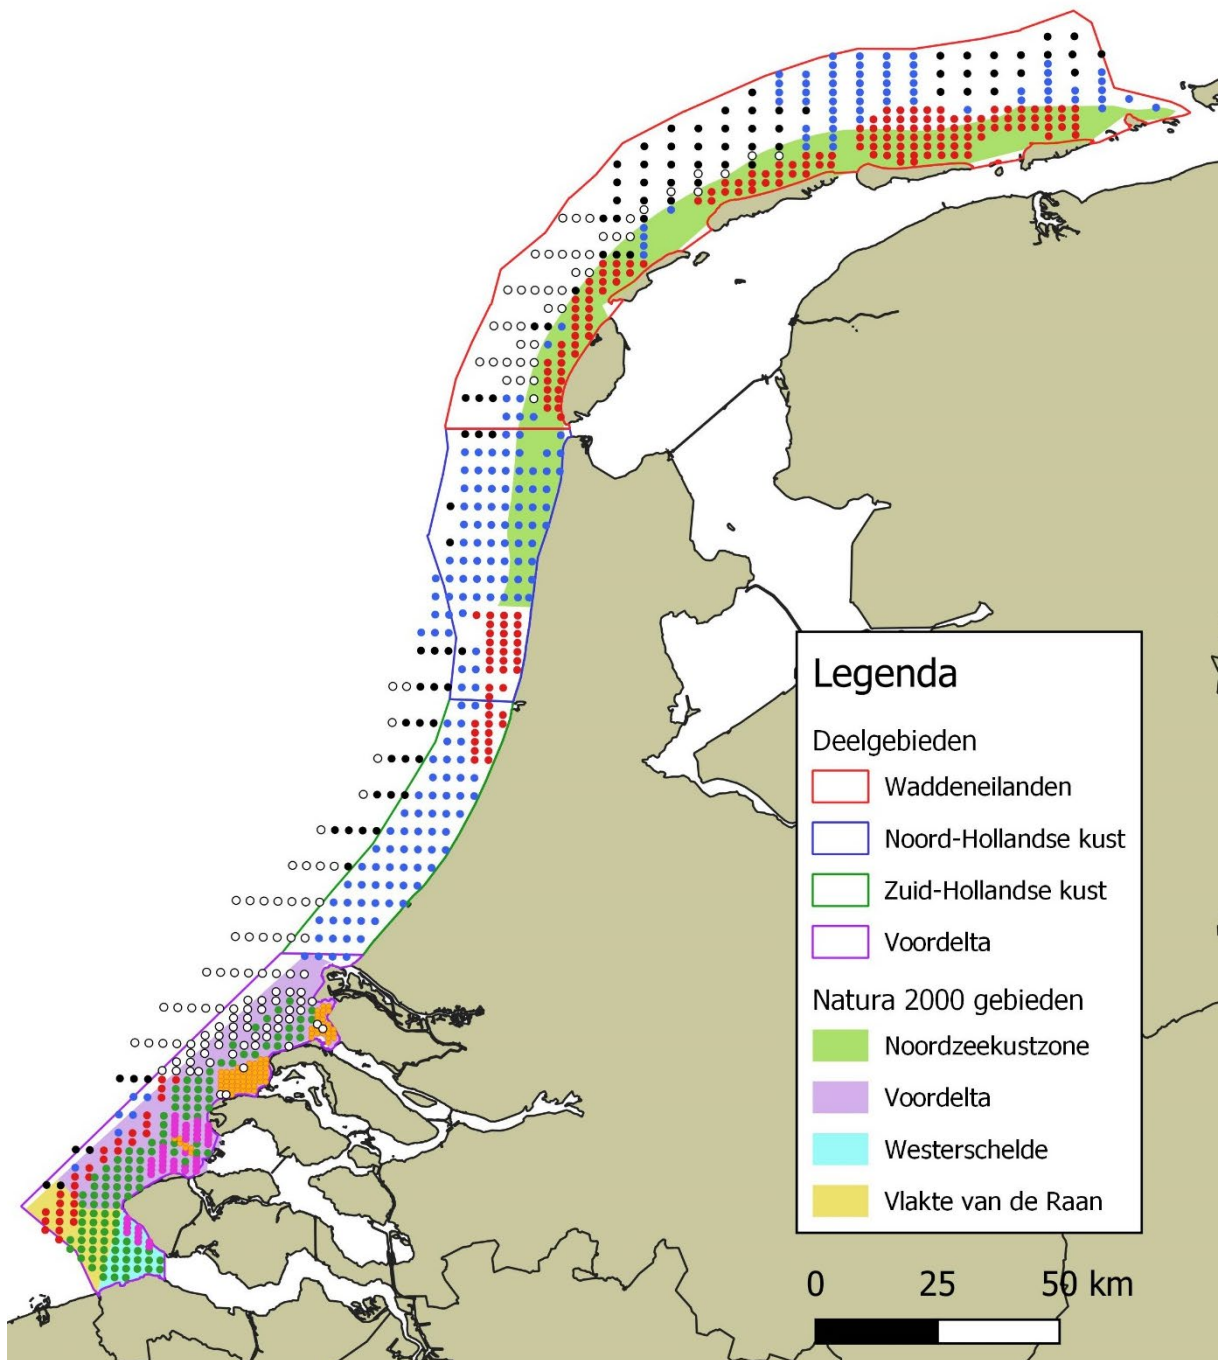 Legenda
Deelgebieden
Waddeneilanden
Noord-Hollandse kust
Zuid-Hollandse kust
Voordelta
Natura 2000 gebieden
Noordzeekustzone
Voordelta
Westerschelde
Vlakte van de Raan
0 25 50 km